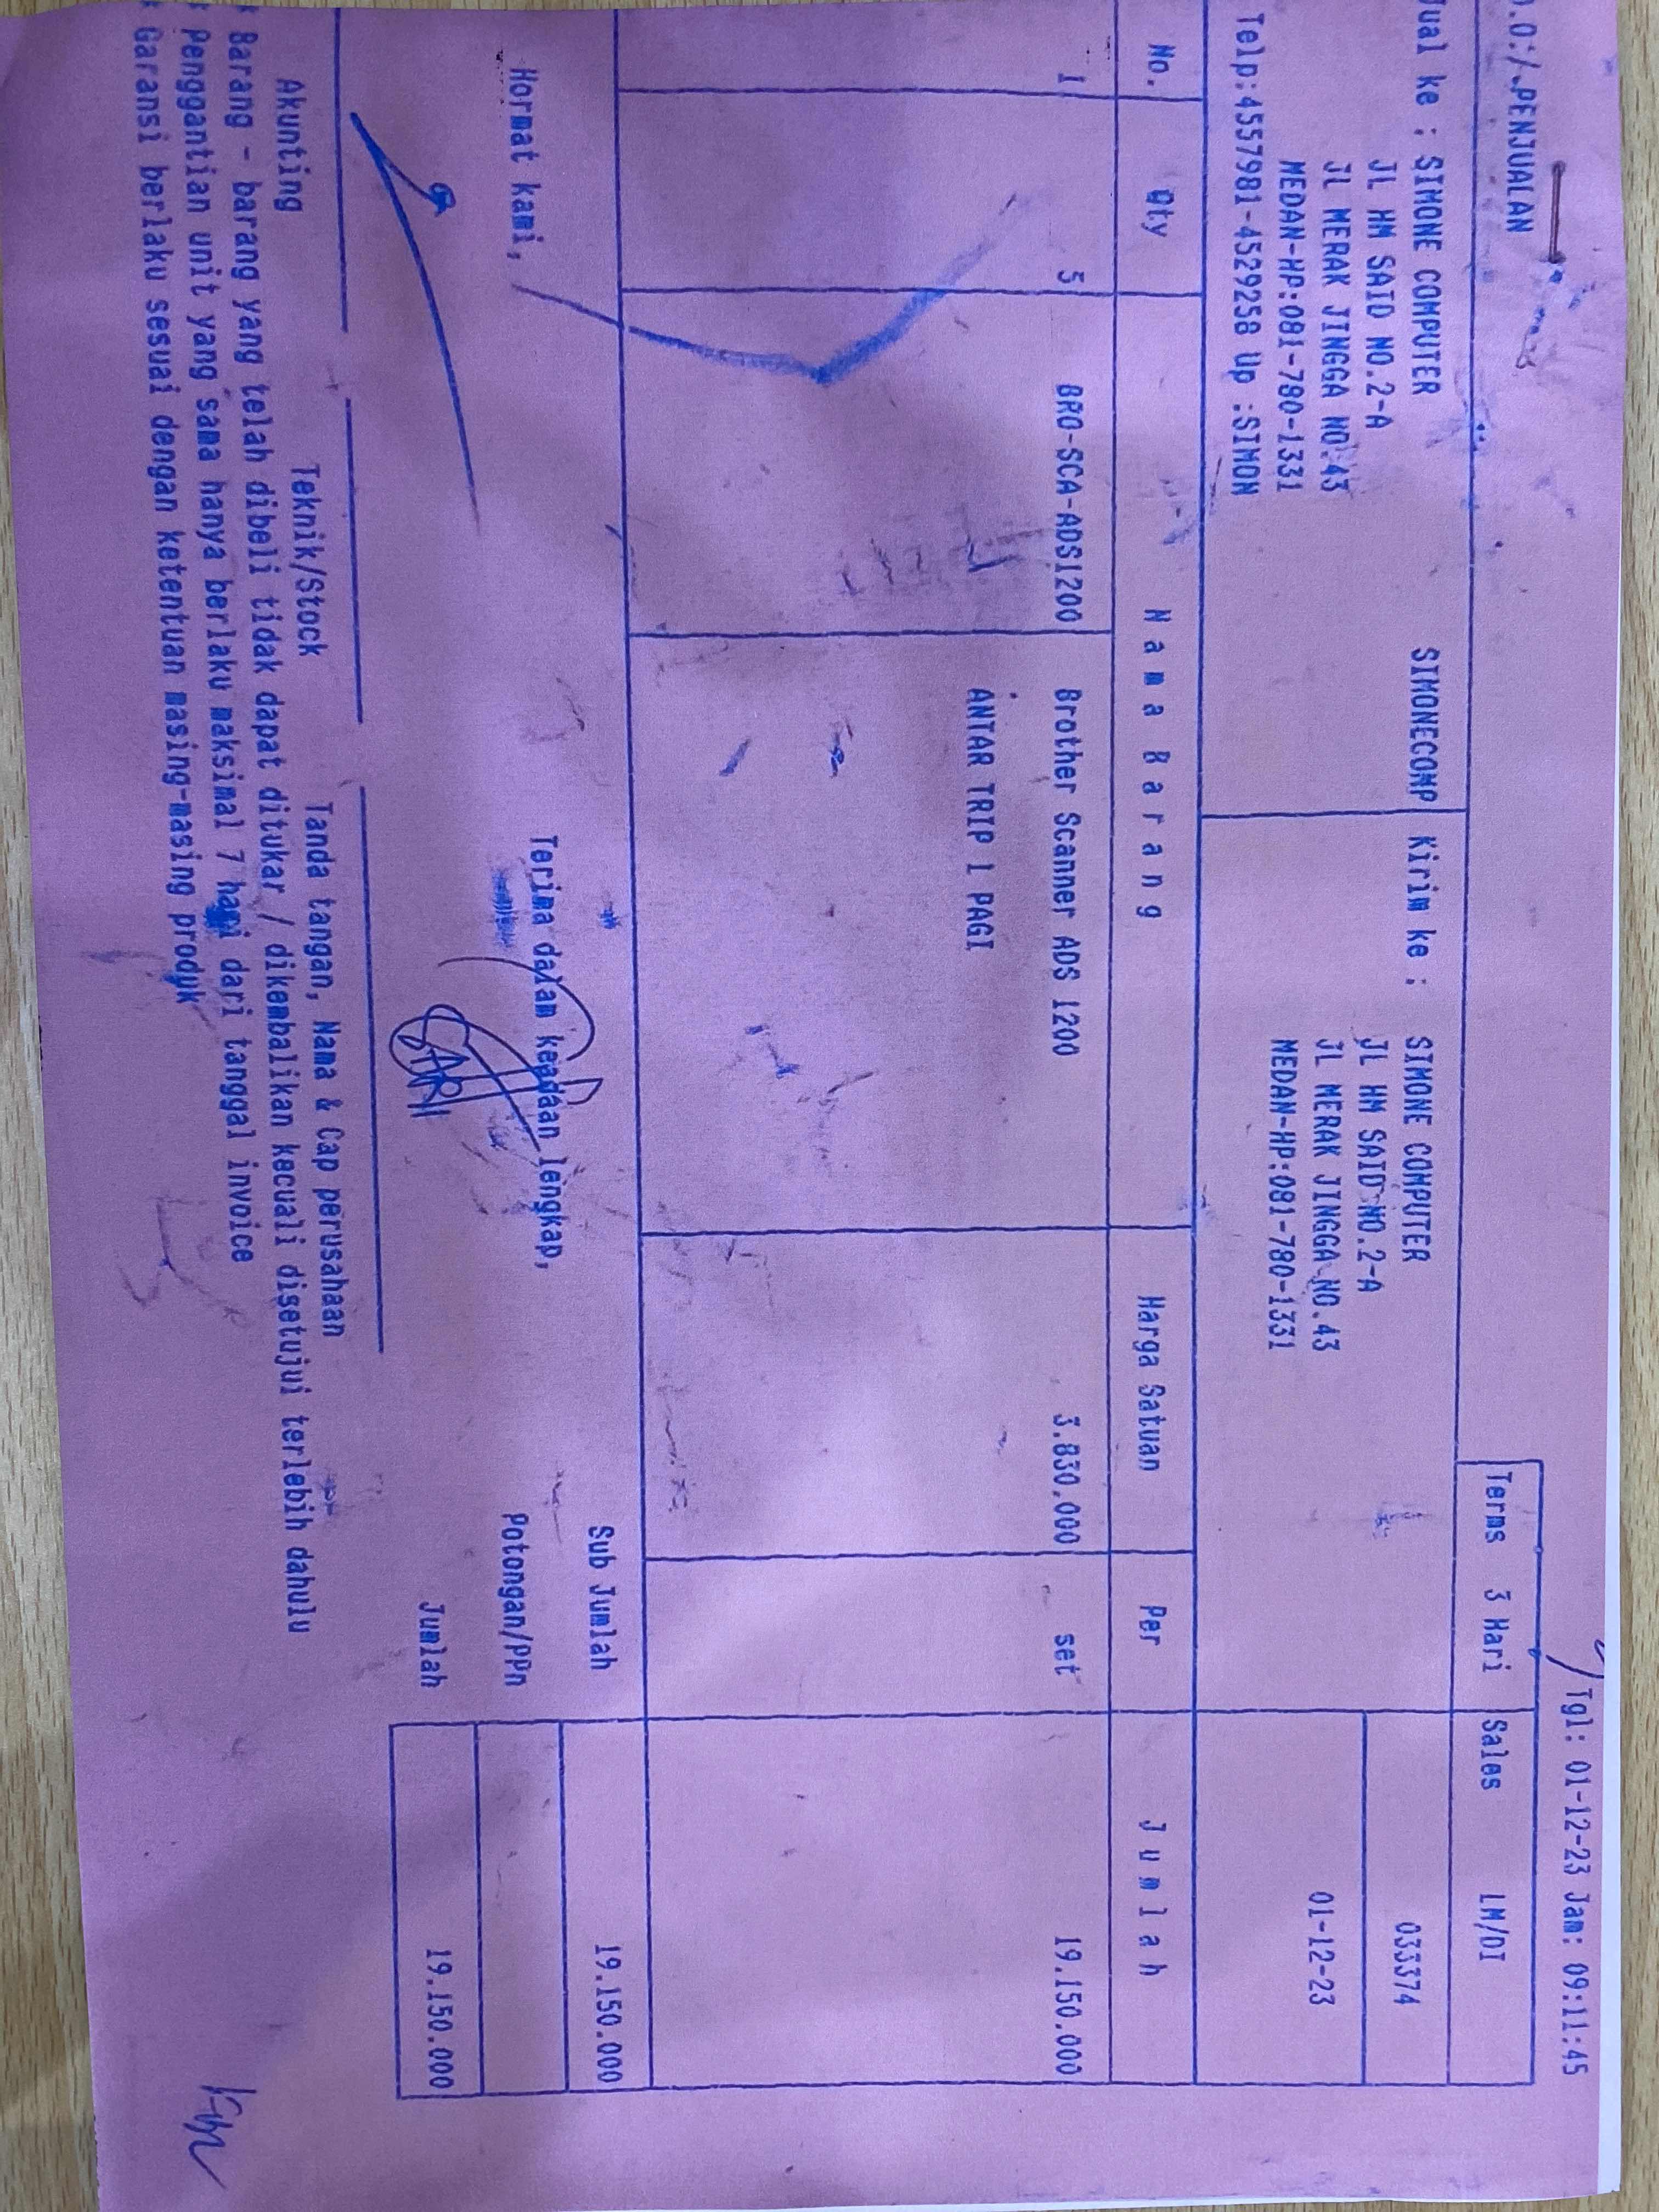 Tgl: 01-12-23 Jam: 09:11:45
.O:/.PENJUALAN
Terms 3 Hari Sales LM/DI
ual ke : SIMONE COMPUTER SIMONECOMP Kirim ke : SIMONE COMPUTER 033374
JL HM SAID NO.2-A JL HM SAID NO.2-A
JL MERAK JINGGA NO.43 JL MERAK JINGGA NO.43 01-12-23
MEDAN-HP:081-780-1331 MEDAN-HP:081-780-1331
Telp:4557981-4529258 Up :SIMON
No. Qty N a m a B a r a n g Harga Satuan Per J u m l a h
1 5 BRO-SCA-ADS1200 Brother Scanner ADS 1200 3.830.000 set 19.150.000
ANTAR TRIP 1 PAGI
Sub Jumlah 19.150.000
Hormat kami, Terima dalam keadaan lengkap,
Potongan/PPn
SARI
Jumlah 19.150.000
Akunting Teknik/Stock Tanda tangan, Nama & Cap perusahaan
* Barang - barang yang telah dibeli tidak dapat ditukar / dikembalikan kecuali disetujui terlebih dahulu
* Penggantian unit yang sama hanya berlaku maksimal 7 hari dari tanggal invoice
* Garansi berlaku sesuai dengan ketentuan masing-masing produk